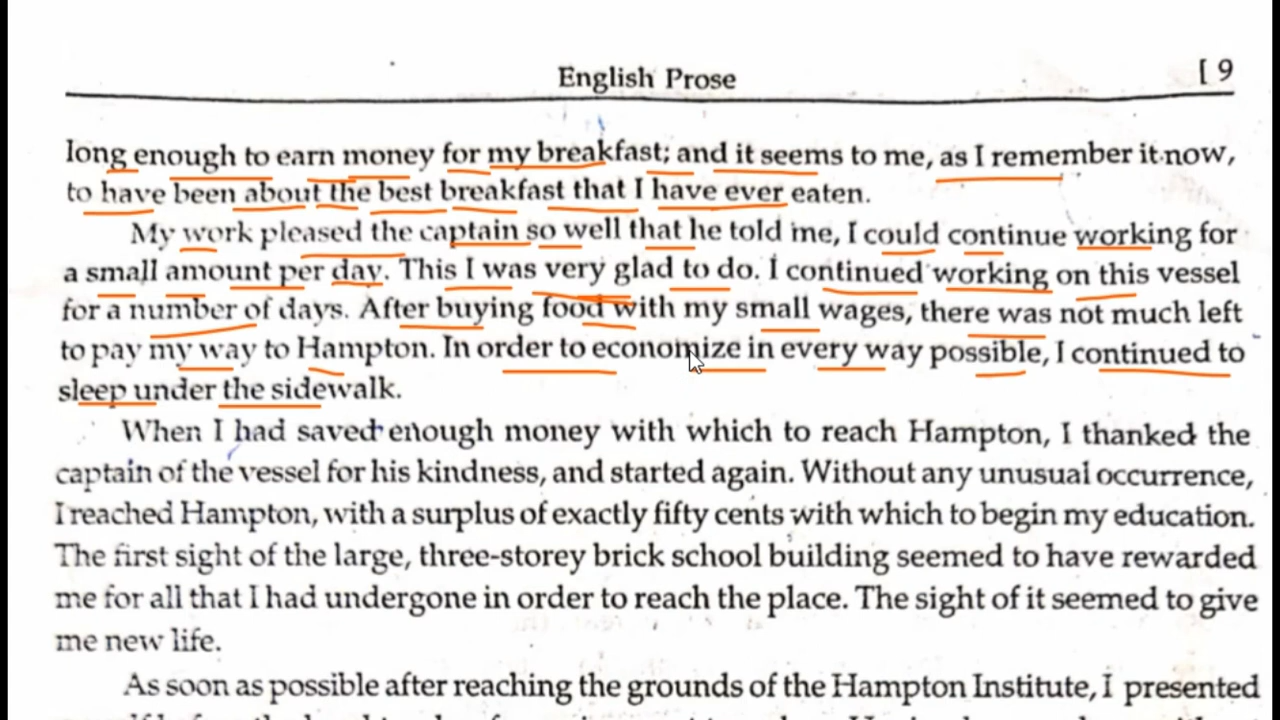 English Prose [ 9
long enough to earn money for my breakfast; and it seems to me, as I remember it now,
to have been about the best breakfast that I have ever eaten.
My work pleased the captain so well that he told me, I could continue working for
a small amount per day. This I was very glad to do. I continued working on this vessel
for a number of days. After buying food with my small wages, there was not much left
to pay my way to Hampton. In order to economize in every way possible, I continued to
sleep under the sidewalk.
When I had saved enough money with which to reach Hampton, I thanked the
captain of the vessel for his kindness, and started again. Without any unusual occurrence,
I reached Hampton, with a surplus of exactly fifty cents with which to begin my education.
The first sight of the large, three-storey brick school building seemed to have rewarded
me for all that I had undergone in order to reach the place. The sight of it seemed to give
me new life.
As soon as possible after reaching the grounds of the Hampton Institute, I presented